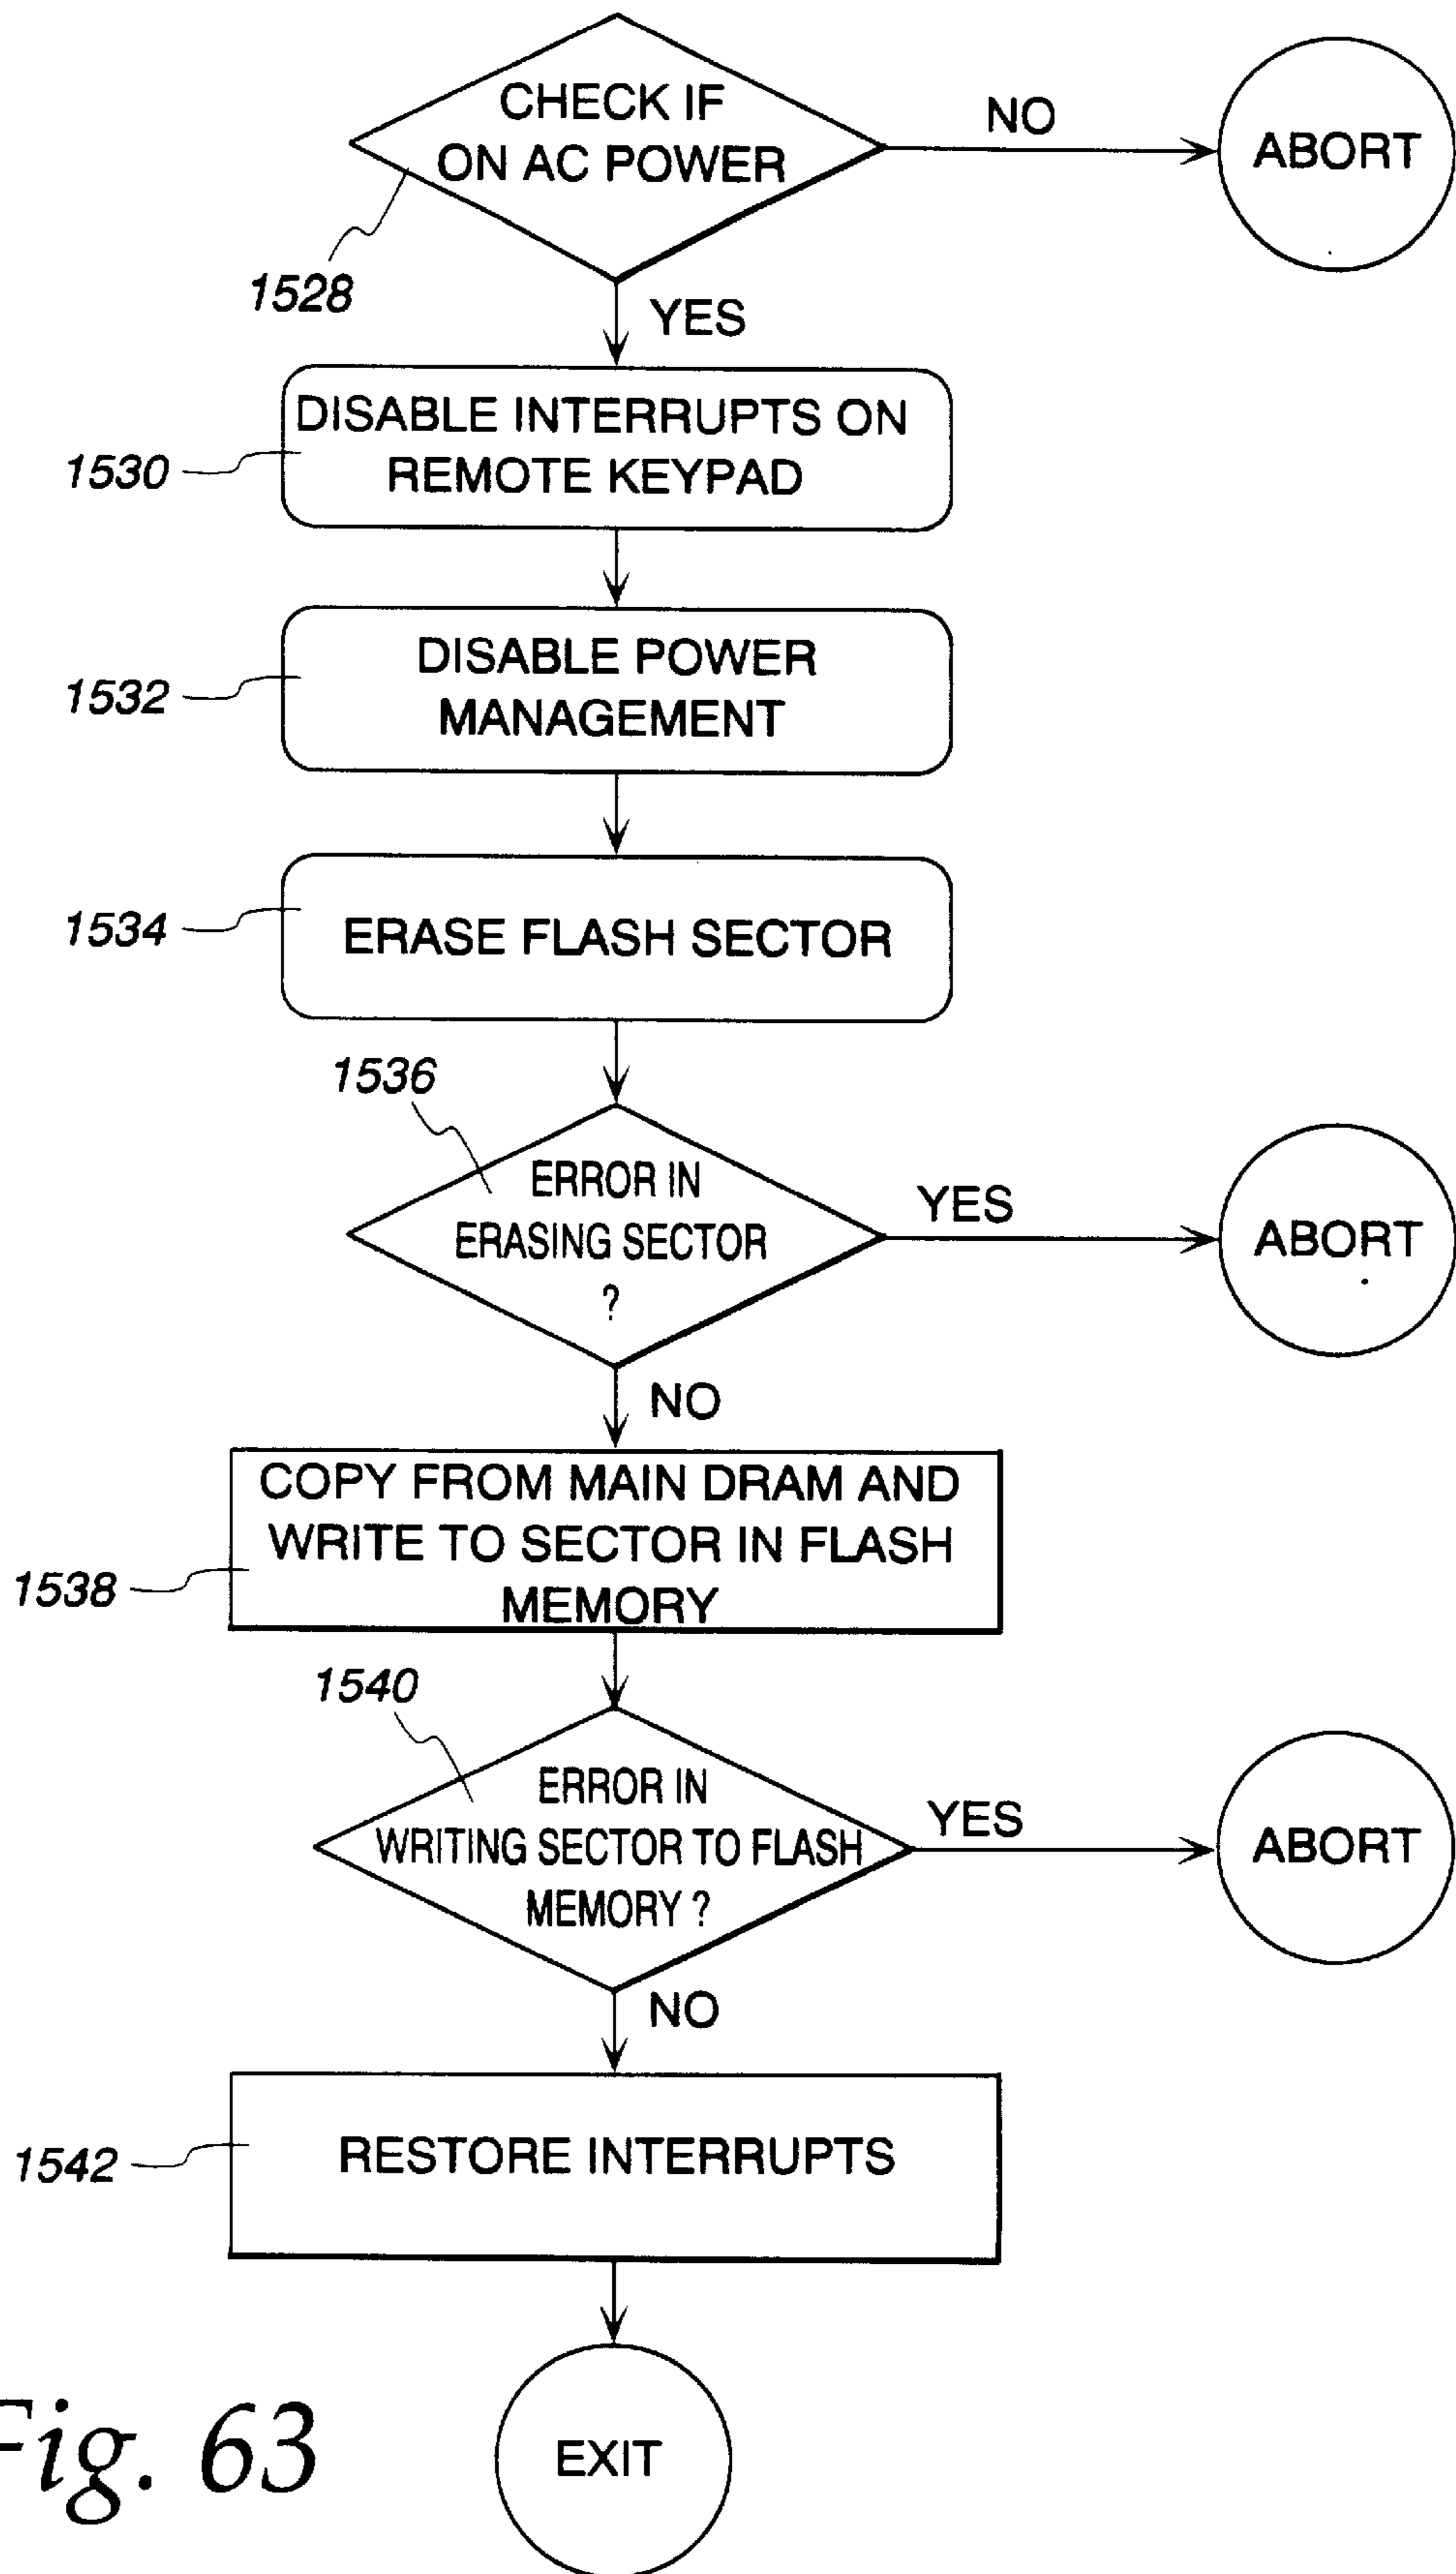 CHECK IF
ON AC POWER
NO
ABORT
1528
YES
DISABLE INTERRUPTS ON
REMOTE KEYPAD
1530
DISABLE POWER
MANAGEMENT
1532
ERASE FLASH SECTOR
1534
1536
ERROR IN
ERASING SECTOR
?
YES
ABORT
NO
COPY FROM MAIN DRAM AND
WRITE TO SECTOR IN FLASH
MEMORY
1538
1540
ERROR IN
WRITING SECTOR TO FLASH
MEMORY ?
YES
ABORT
NO
RESTORE INTERRUPTS
1542
EXIT
Fig. 63